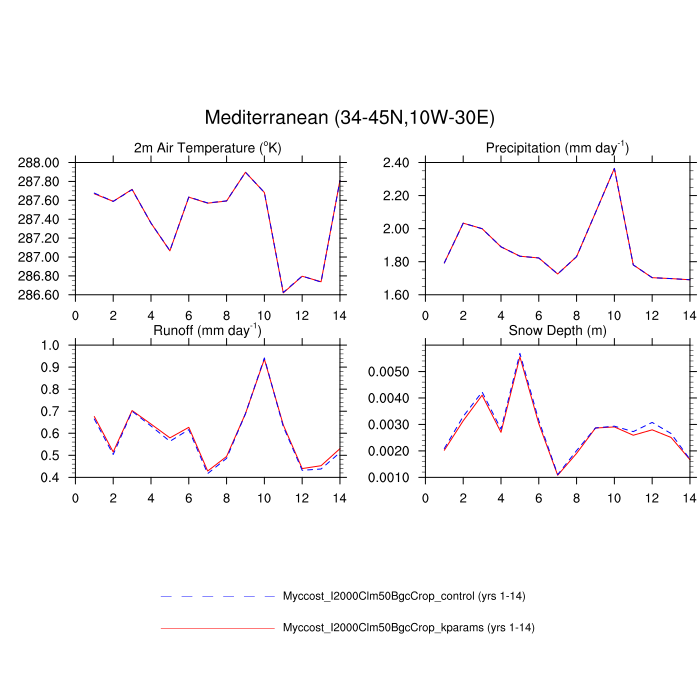 Mediterranean (34-45N,10W-30E)
2m Air Temperature (°K)
Precipitation (mm day⁻¹)
288.00
287.80
287.60
287.40
287.20
287.00
286.80
286.60
0 2 4 6 8 10 12 14
2.40
2.20
2.00
1.80
1.60
0 2 4 6 8 10 12 14
Runoff (mm day⁻¹)
Snow Depth (m)
1.0
0.9
0.8
0.7
0.6
0.5
0.4
0 2 4 6 8 10 12 14
0.0050
0.0040
0.0030
0.0020
0.0010
0 2 4 6 8 10 12 14
Myccost_I2000Clm50BgcCrop_control (yrs 1-14)
Myccost_I2000Clm50BgcCrop_kparams (yrs 1-14)